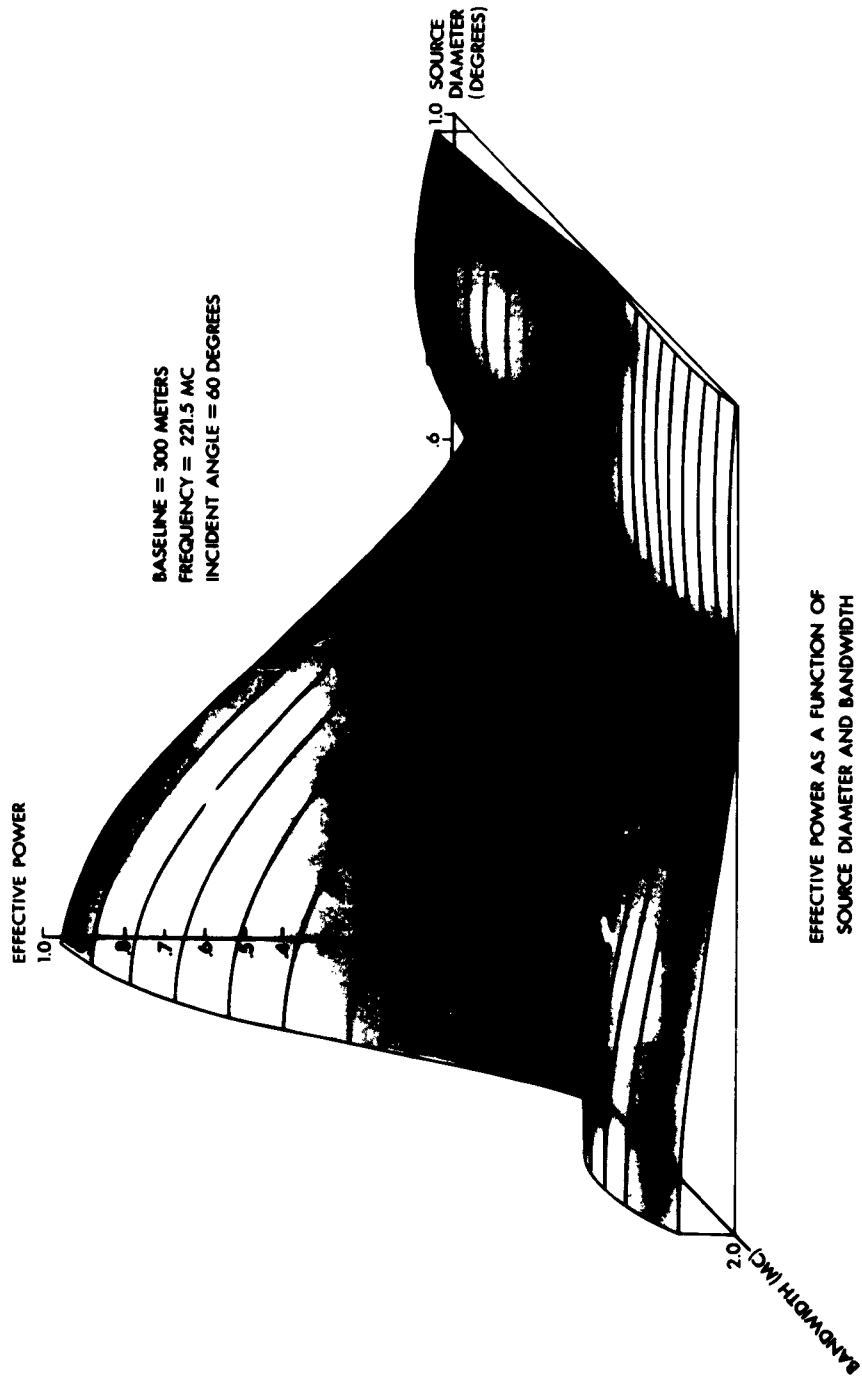 EFFECTIVE POWER
1.0
.8
.7
.6
.5
.4
BASELINE = 300 METERS
FREQUENCY = 221.5 MC
INCIDENT ANGLE = 60 DEGREES
.6
1.0 SOURCE
DIAMETER
(DEGREES)
2.0
BANDWIDTH (MC)
EFFECTIVE POWER AS A FUNCTION OF
SOURCE DIAMETER AND BANDWIDTH